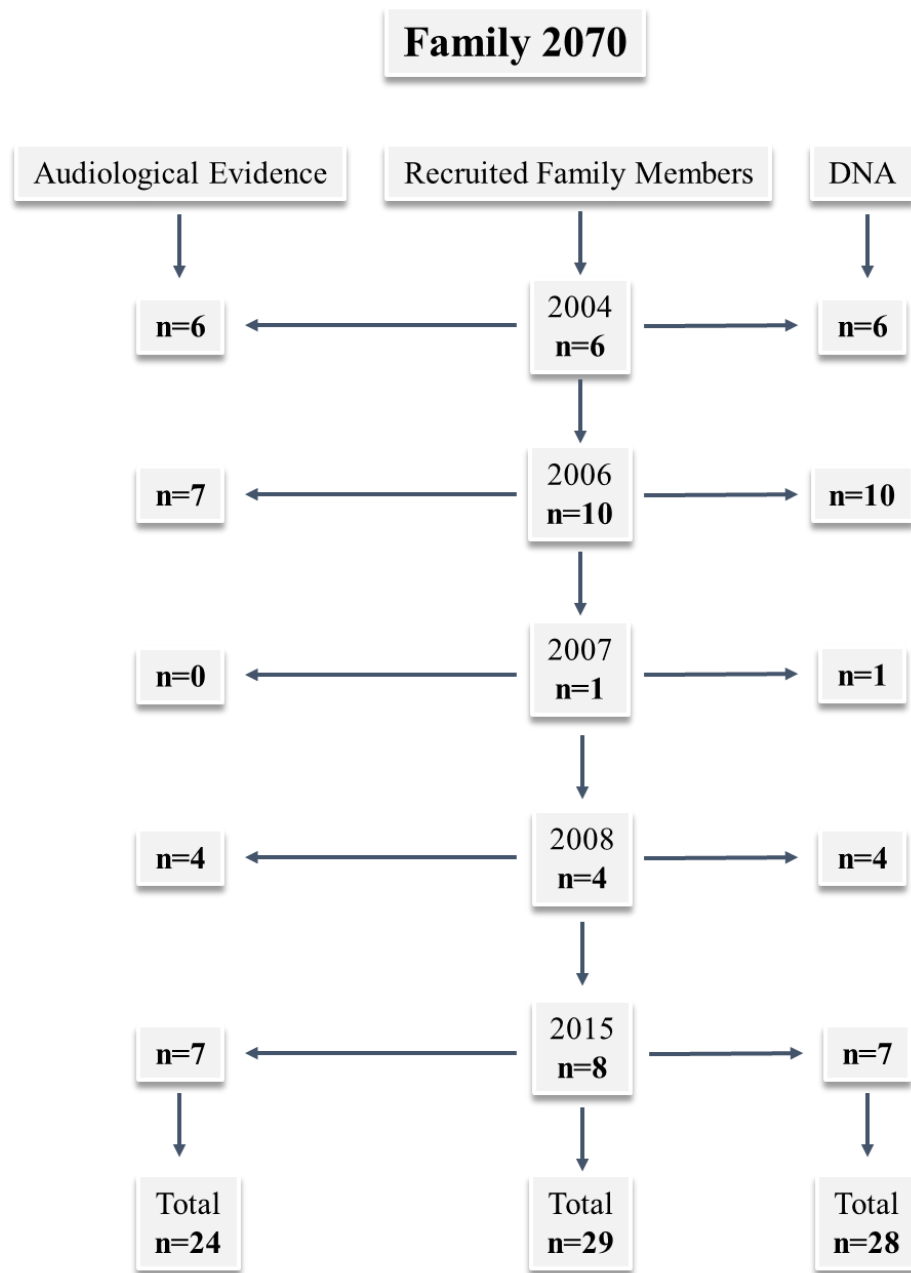 Family 2070
Audiological Evidence
Recruited Family Members
DNA
n=6
2004
n=6
n=6
n=7
2006
n=10
n=10
n=0
2007
n=1
n=1
n=4
2008
n=4
n=4
n=7
2015
n=8
n=7
Total
n=24
Total
n=29
Total
n=28